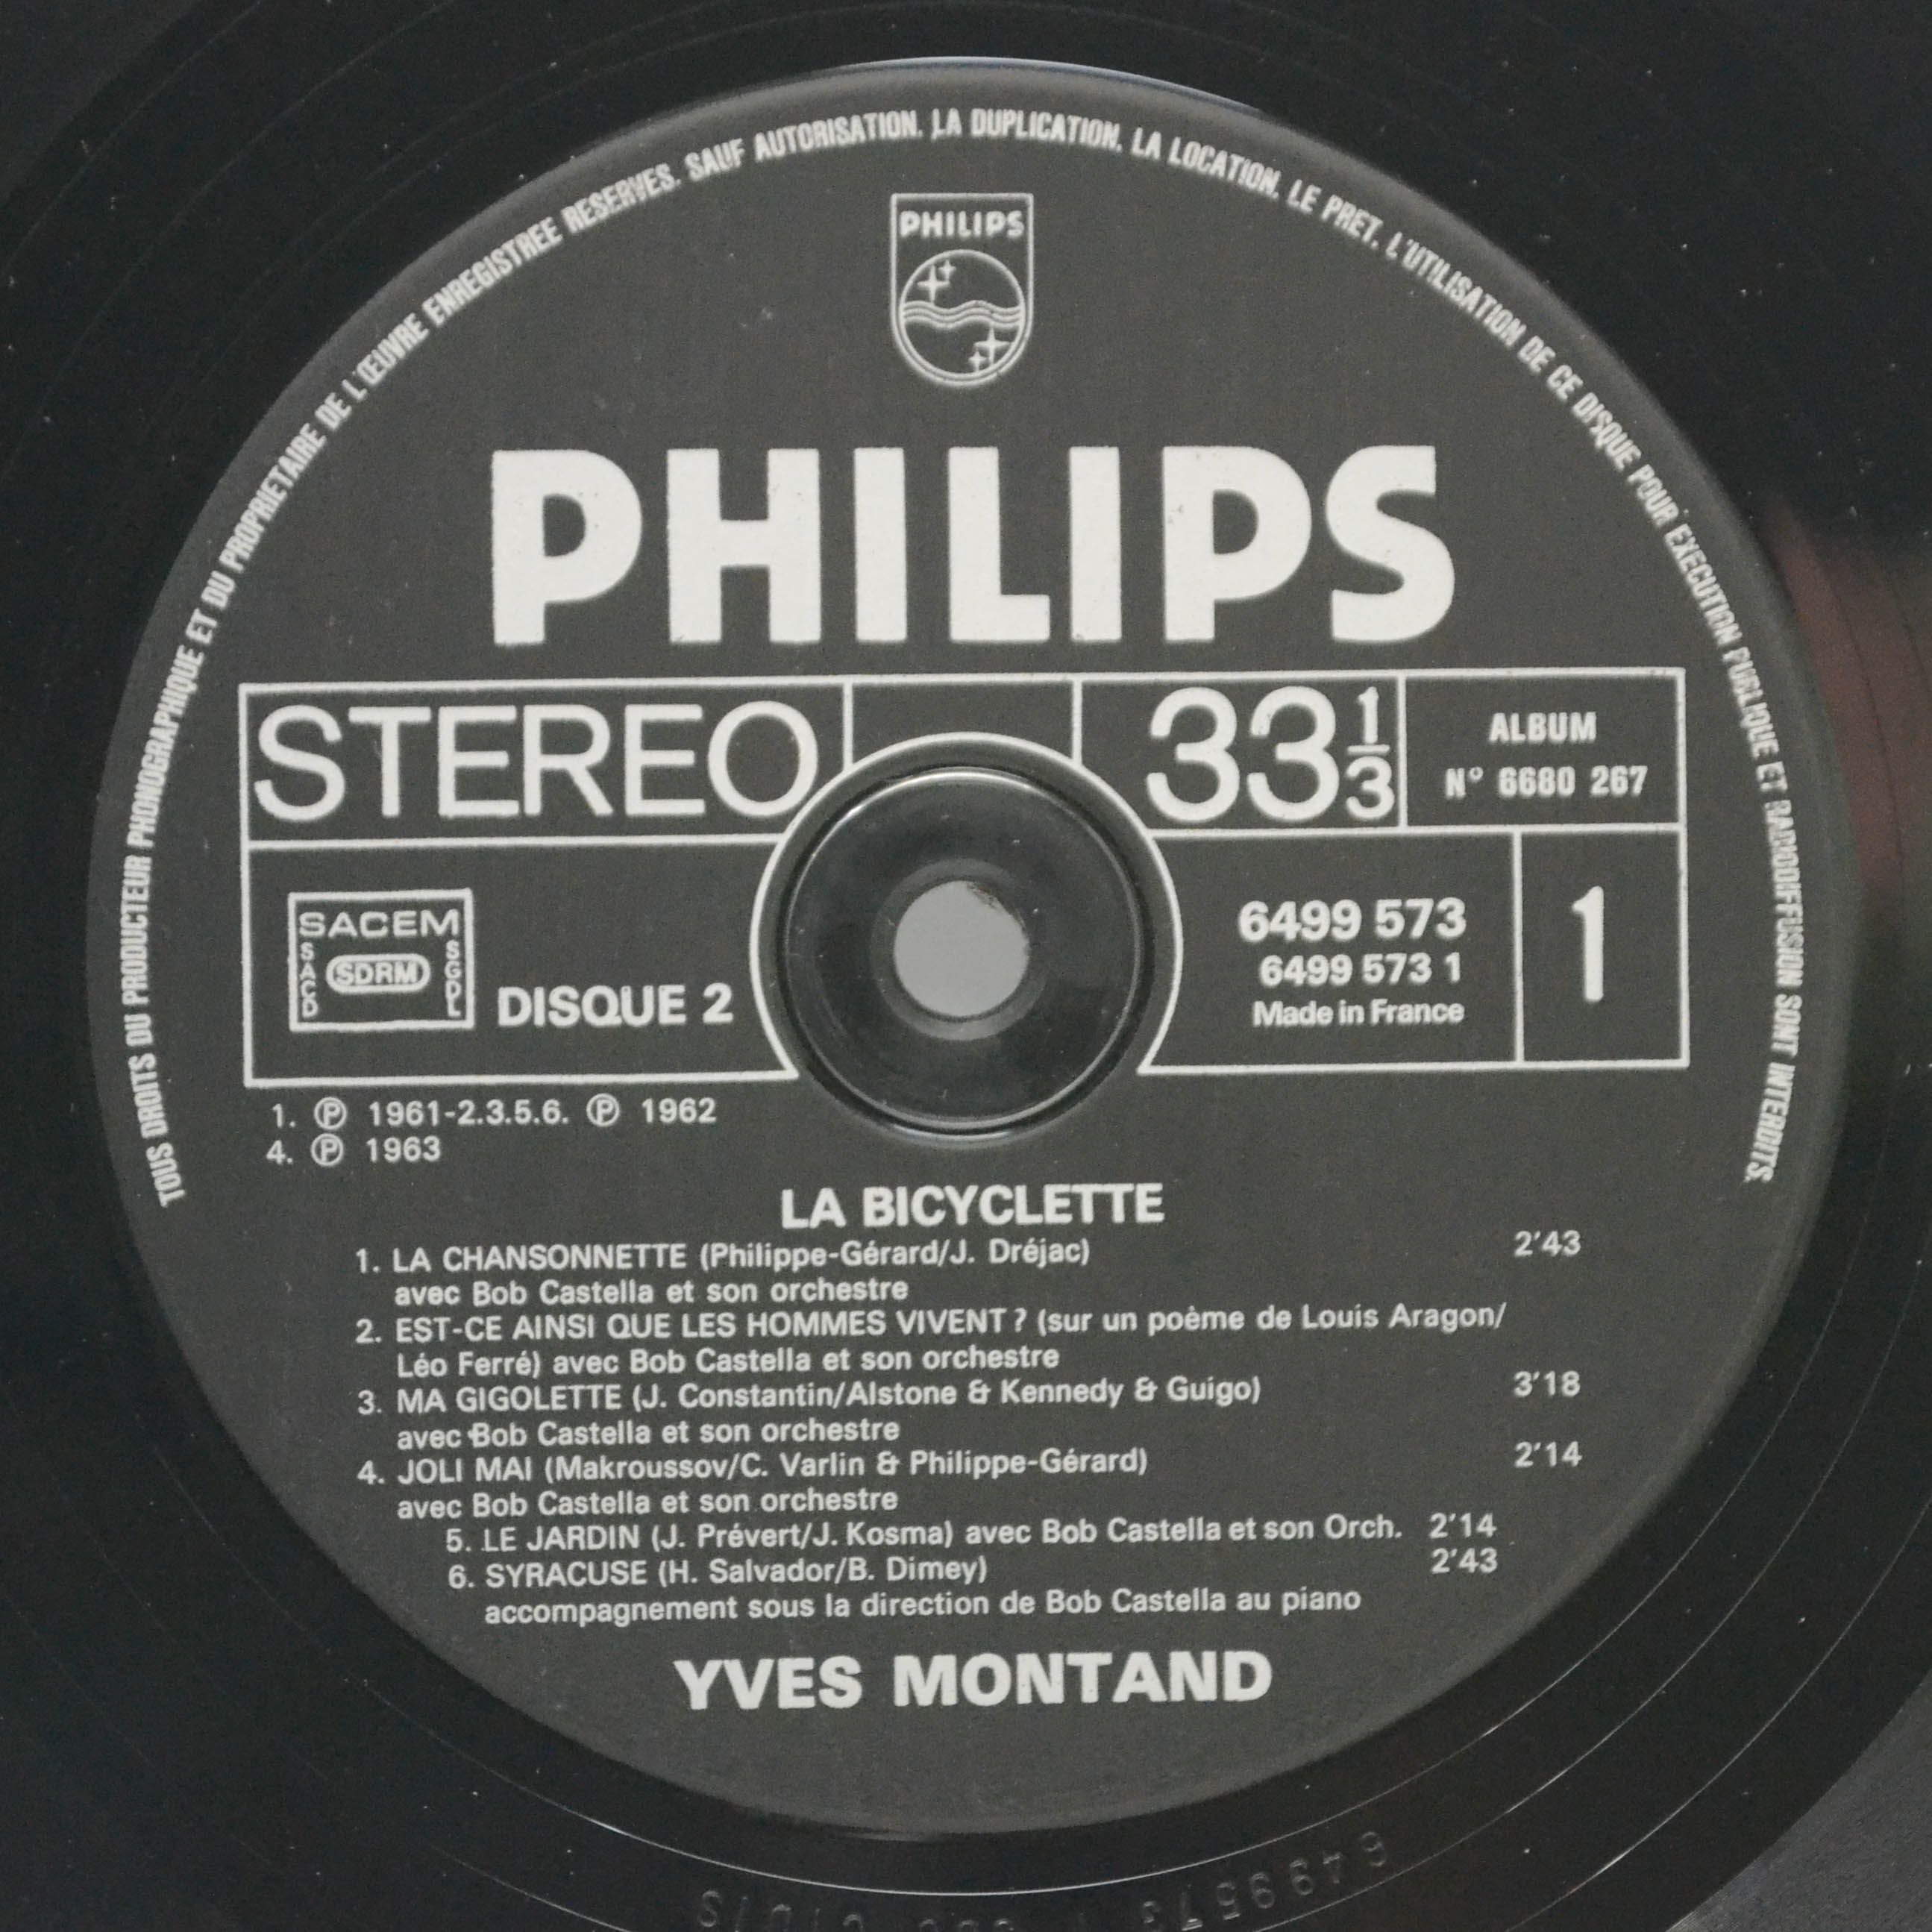 TOUS DROITS DU PRODUCTEUR PHONOGRAPHIQUE ET DU PROPRIETAIRE DE L'ŒUVRE ENREGISTREE RESERVES. SAUF AUTORISATION, LA DUPLICATION, LA LOCATION, LE PRET, L'UTILISATION DE CE DISQUE POUR EXECUTION PUBLIQUE ET RADIODIFFUSION SONT INTERDITS.
PHILIPS
PHILIPS
STEREO
33 1/3
ALBUM
N° 6680 267
SACEM
SACD
SDRM
SGDL
DISQUE 2
6499 573
6499 573 1
Made in France
1
1. Ⓟ 1961-2.3.5.6. Ⓟ 1962
4. Ⓟ 1963
LA BICYCLETTE
1. LA CHANSONNETTE (Philippe-Gérard/J. Dréjac) 2'43
avec Bob Castella et son orchestre
2. EST-CE AINSI QUE LES HOMMES VIVENT ? (sur un poème de Louis Aragon/
Léo Ferré) avec Bob Castella et son orchestre 3'18
3. MA GIGOLETTE (J. Constantin/Alstone & Kennedy & Guigo)
avec Bob Castella et son orchestre 2'14
4. JOLI MAI (Makroussov/C. Varlin & Philippe-Gérard)
avec Bob Castella et son orchestre
5. LE JARDIN (J. Prévert/J. Kosma) avec Bob Castella et son Orch. 2'14
6. SYRACUSE (H. Salvador/B. Dimey) 2'43
accompagnement sous la direction de Bob Castella au piano
YVES MONTAND
6499573